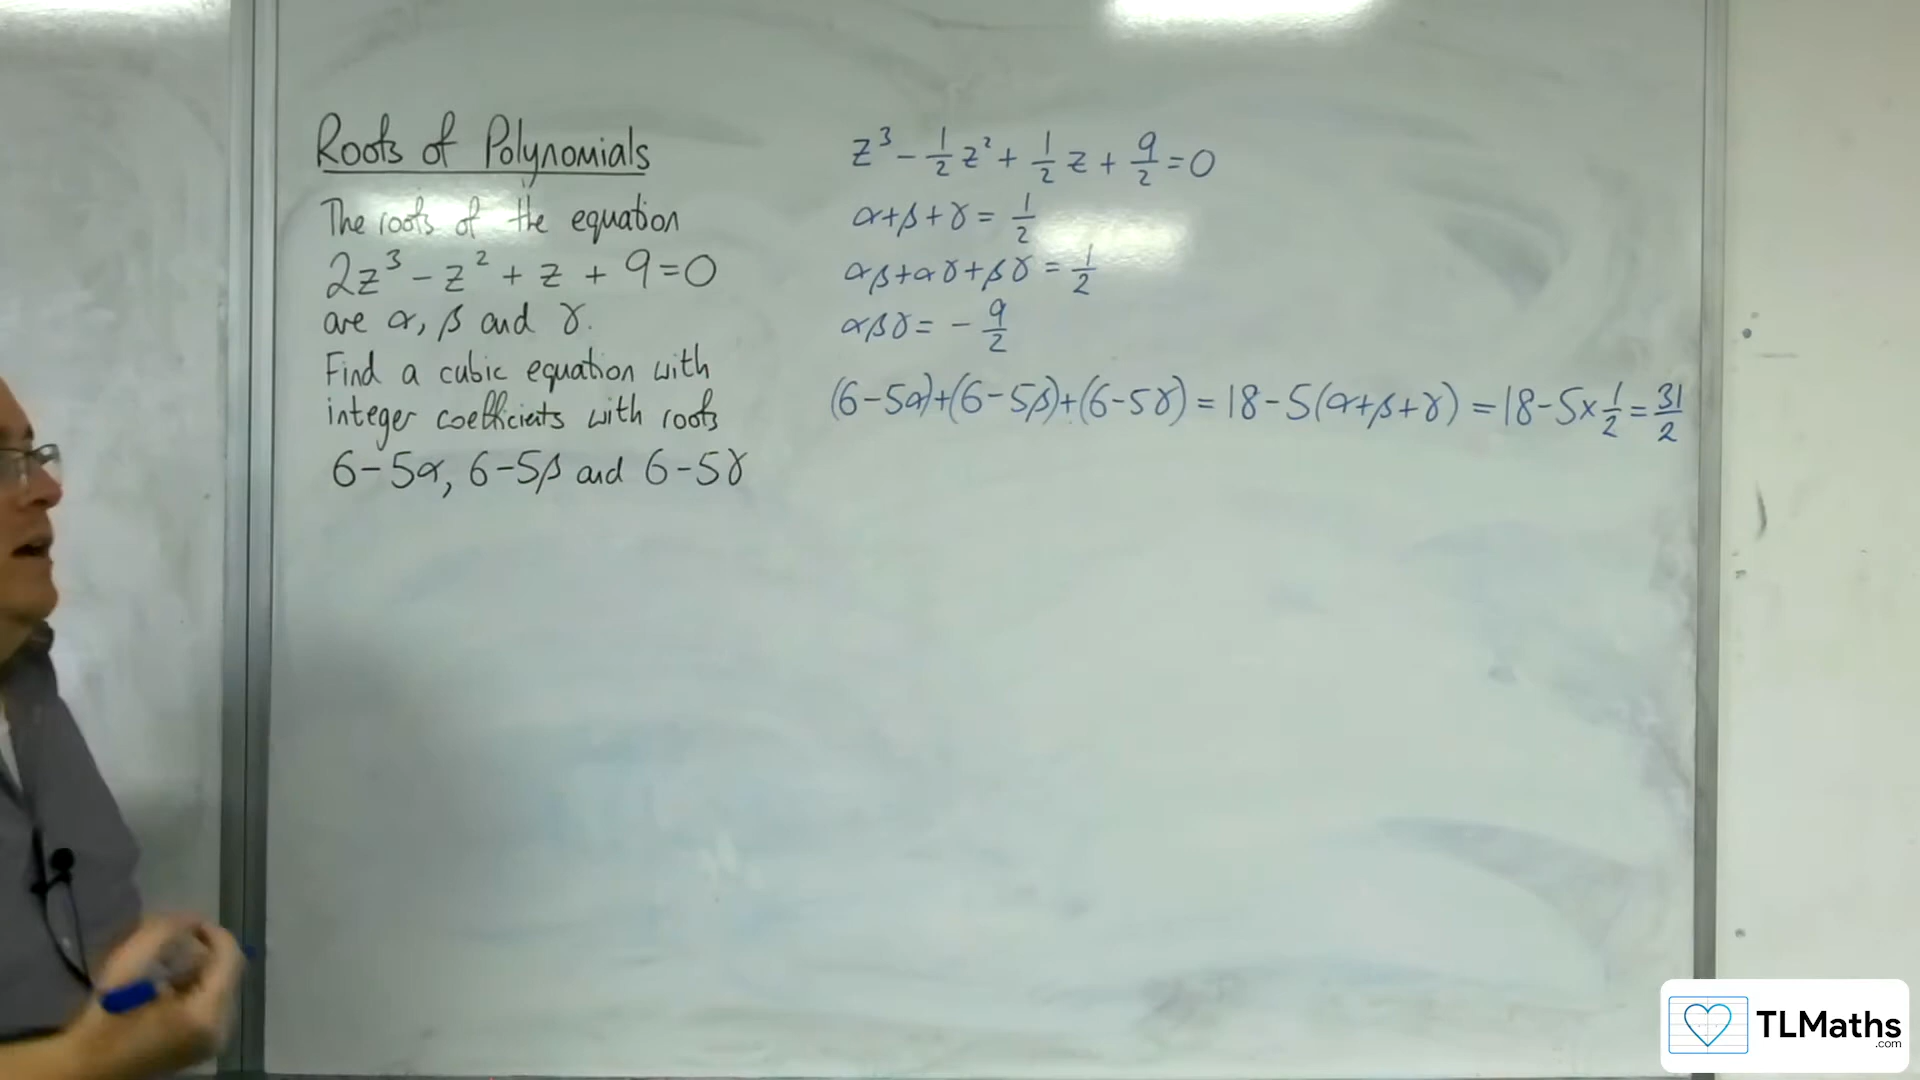 Roots of Polynomials
The roots of the equation
2z³ - z² + z + 9 = 0
are α, β and γ.
Find a cubic equation with
integer coefficients with roots
6-5α, 6-5β and 6-5γ
z³ - 1/2 z² + 1/2 z + 9/2 = 0
α+β+γ = 1/2
αβ+αγ+βγ = 1/2
αβγ = - 9/2
(6-5α)+(6-5β)+(6-5γ) = 18-5(α+β+γ) = 18-5×1/2 = 31/2
TLMaths
.com